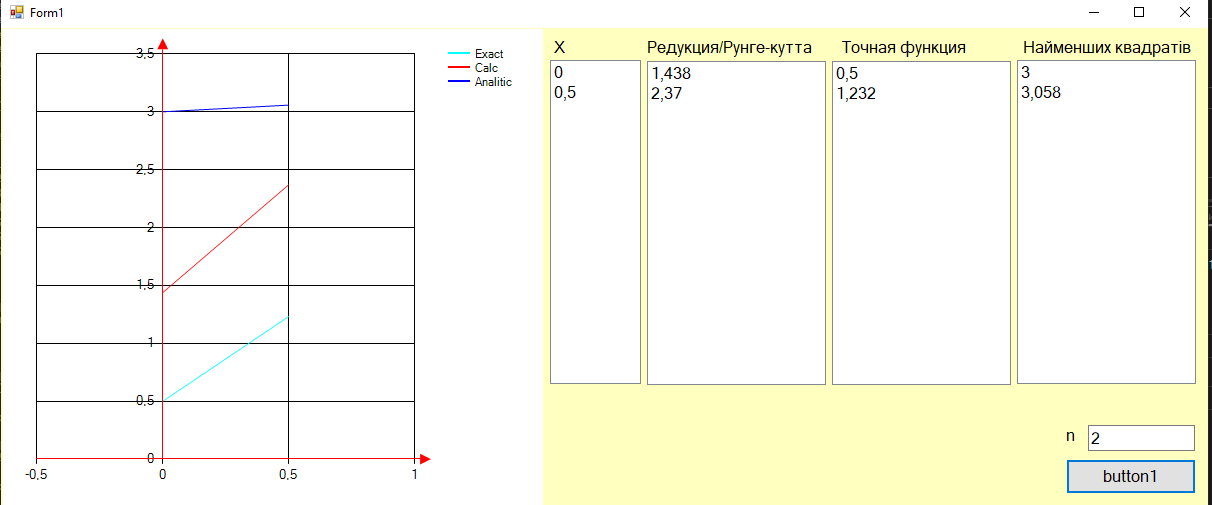 Form1
3,5
3
2,5
2
1,5
1
0,5
0
-0,5
0
0,5
1
Exact
Calc
Analitic
X
Редукция/Рунге-кутта
Точная функция
Найменших квадратів
0
0,5
1,438
2,37
0,5
1,232
3
3,058
n
2
button1